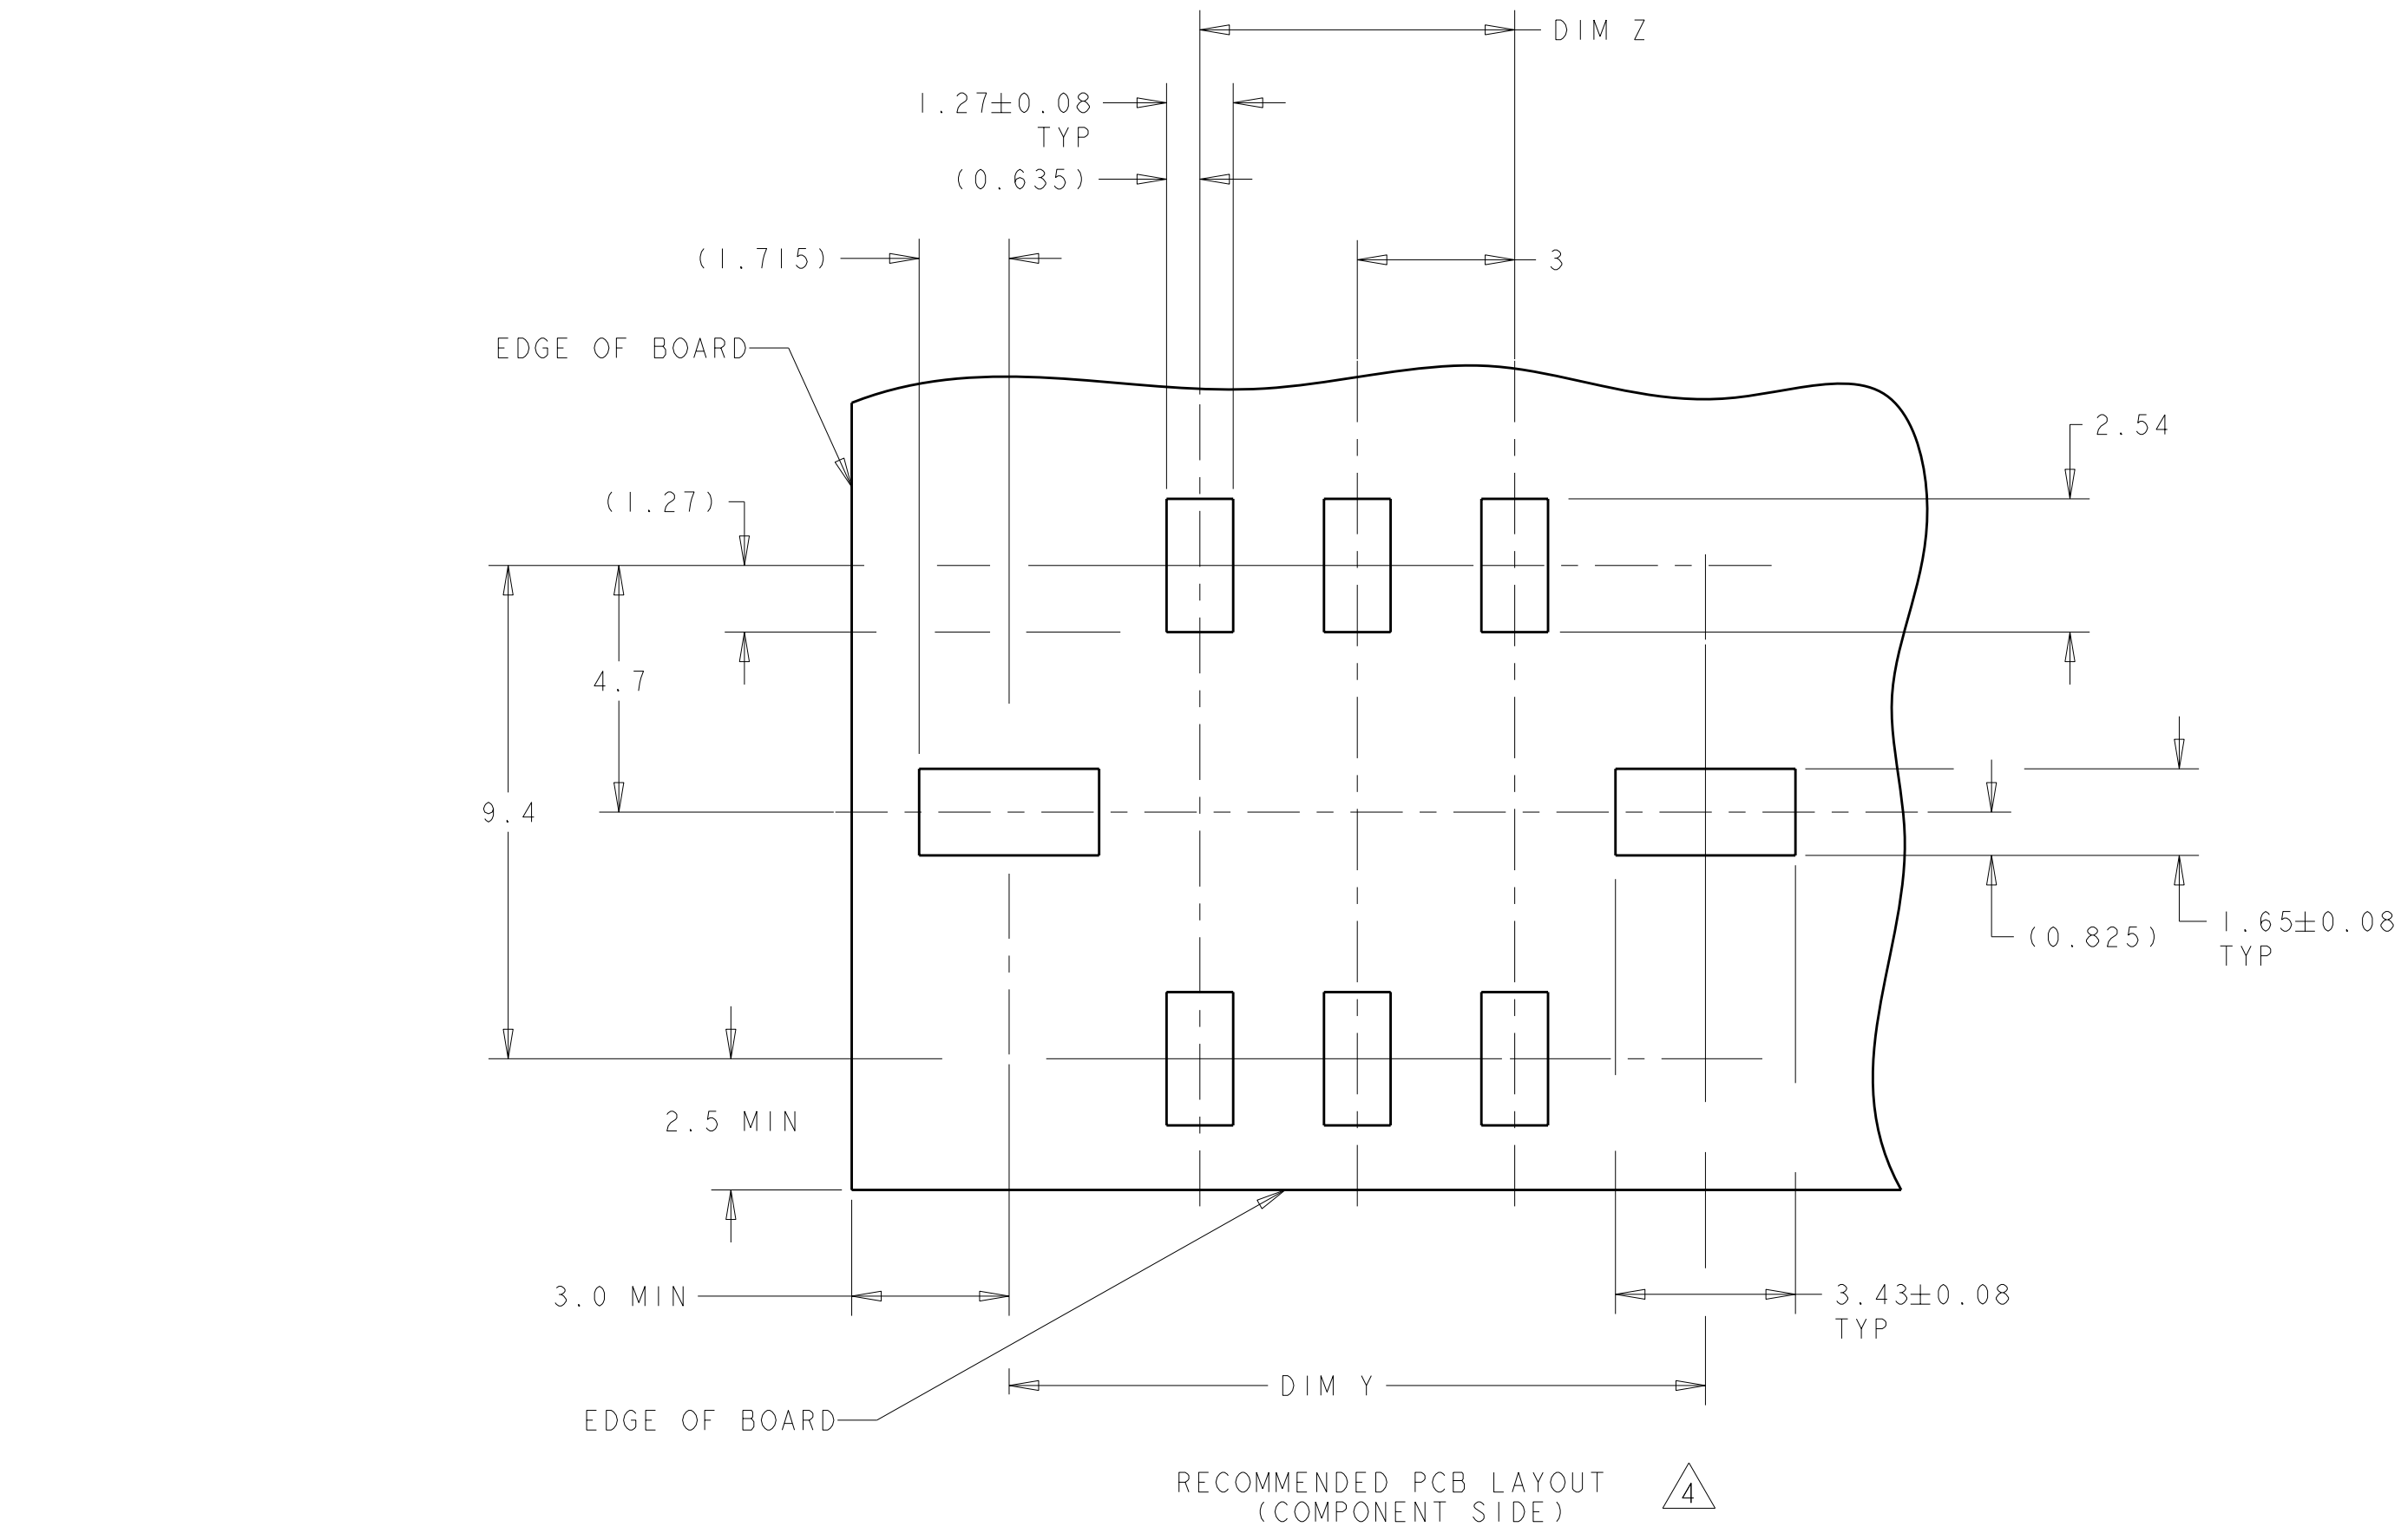 DIM Z
1.27±0.08
TYP
(0.635)
(1.715)
3
EDGE OF BOARD
2.54
(1.27)
4.7
9.4
1.65±0.08
TYP
(0.825)
2.5 MIN
3.0 MIN
3.43±0.08
TYP
DIM Y
EDGE OF BOARD
RECOMMENDED PCB LAYOUT
(COMPONENT SIDE)
4